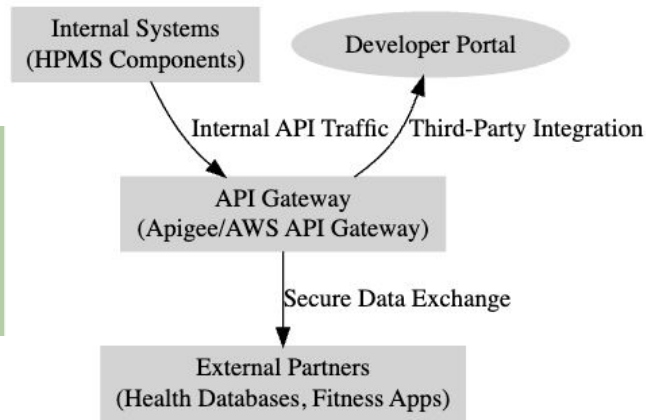 Internal Systems
(HPMS Components)
Developer Portal
Internal API Traffic
Third-Party Integration
API Gateway
(Apigee/AWS API Gateway)
Secure Data Exchange
External Partners
(Health Databases, Fitness Apps)